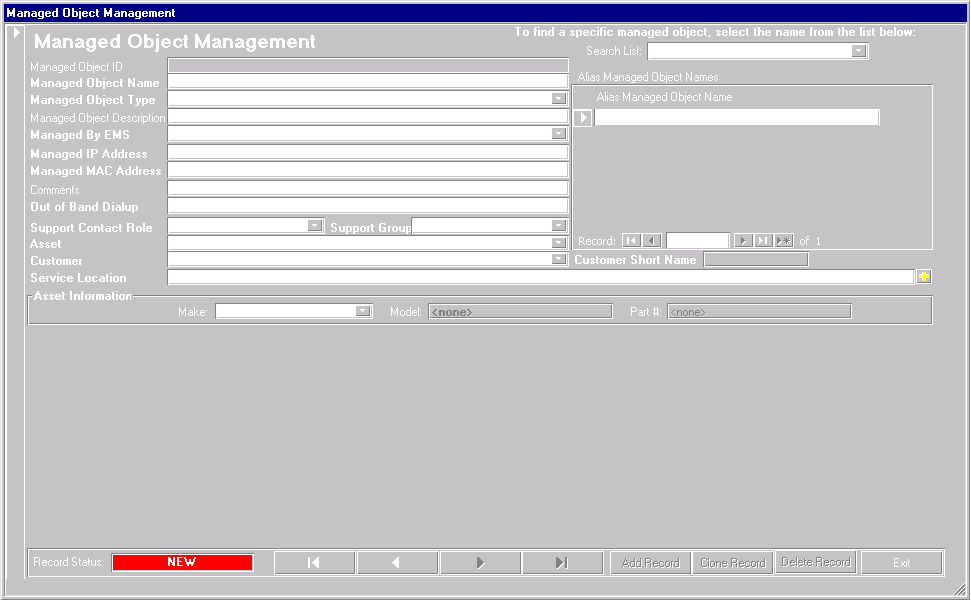 Managed Object Management
Managed Object Management
To find a specific managed object, select the name from the list below:
Search List:
Managed Object ID
Managed Object Name
Managed Object Type
Managed Object Description
Managed By EMS
Managed IP Address
Managed MAC Address
Comments
Out of Band Dialup
Support Contact Role
Support Group
Asset
Customer
Service Location
Alias Managed Object Names
Alias Managed Object Name
Record:
of 1
Customer Short Name
Asset Information
Make:
Model: <none>
Part #: <none>
Record Status: NEW
Add Record
Clone Record
Delete Record
Exit